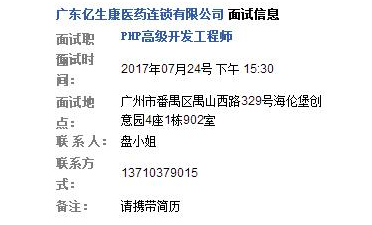 广东亿生康医药连锁有限公司 面试信息
面试职位： PHP高级开发工程师
面试时间： 2017年07月24号 下午 15:30
面试地 广州市番禺区禺山西路329号海伦堡创
点： 意园4座1栋902室
联 系 人： 盘小姐
联系方
式： 13710379015
备注： 请携带简历